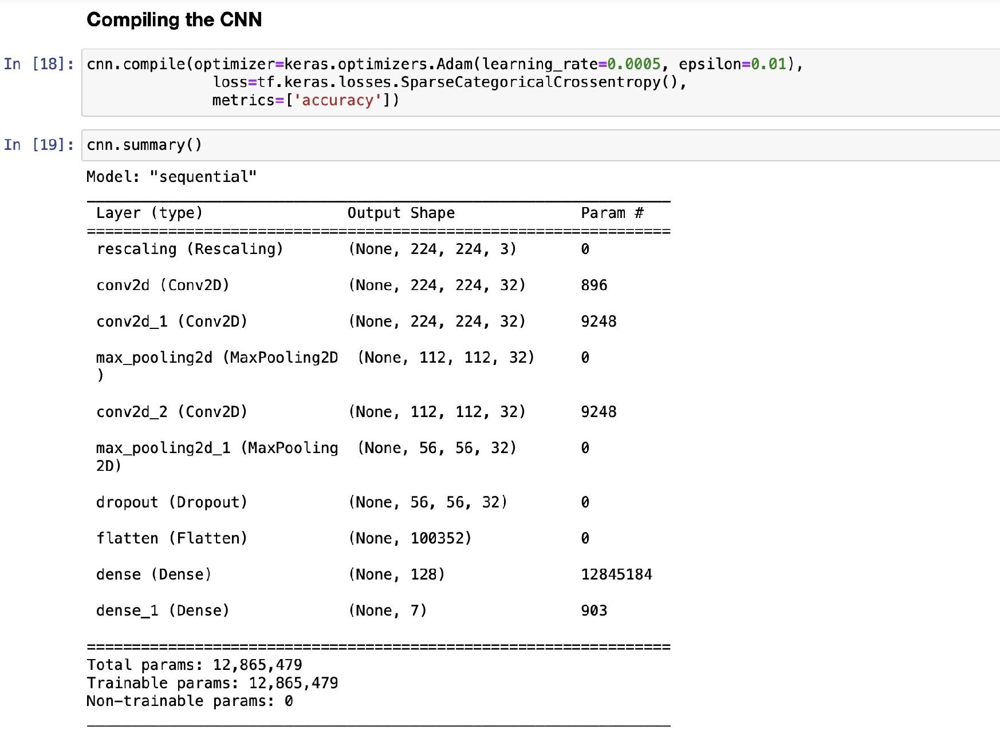 Compiling the CNN
In [18]: cnn.compile(optimizer=keras.optimizers.Adam(learning_rate=0.0005, epsilon=0.01),
loss=tf.keras.losses.SparseCategoricalCrossentropy(),
metrics=['accuracy'])
In [19]: cnn.summary()
Model: "sequential"
Layer (type) Output Shape Param #
=================================================================
rescaling (Rescaling) (None, 224, 224, 3) 0
conv2d (Conv2D) (None, 224, 224, 32) 896
conv2d_1 (Conv2D) (None, 224, 224, 32) 9248
max_pooling2d (MaxPooling2D (None, 112, 112, 32) 0
)
conv2d_2 (Conv2D) (None, 112, 112, 32) 9248
max_pooling2d_1 (MaxPooling (None, 56, 56, 32) 0
2D)
dropout (Dropout) (None, 56, 56, 32) 0
flatten (Flatten) (None, 100352) 0
dense (Dense) (None, 128) 12845184
dense_1 (Dense) (None, 7) 903
=================================================================
Total params: 12,865,479
Trainable params: 12,865,479
Non-trainable params: 0